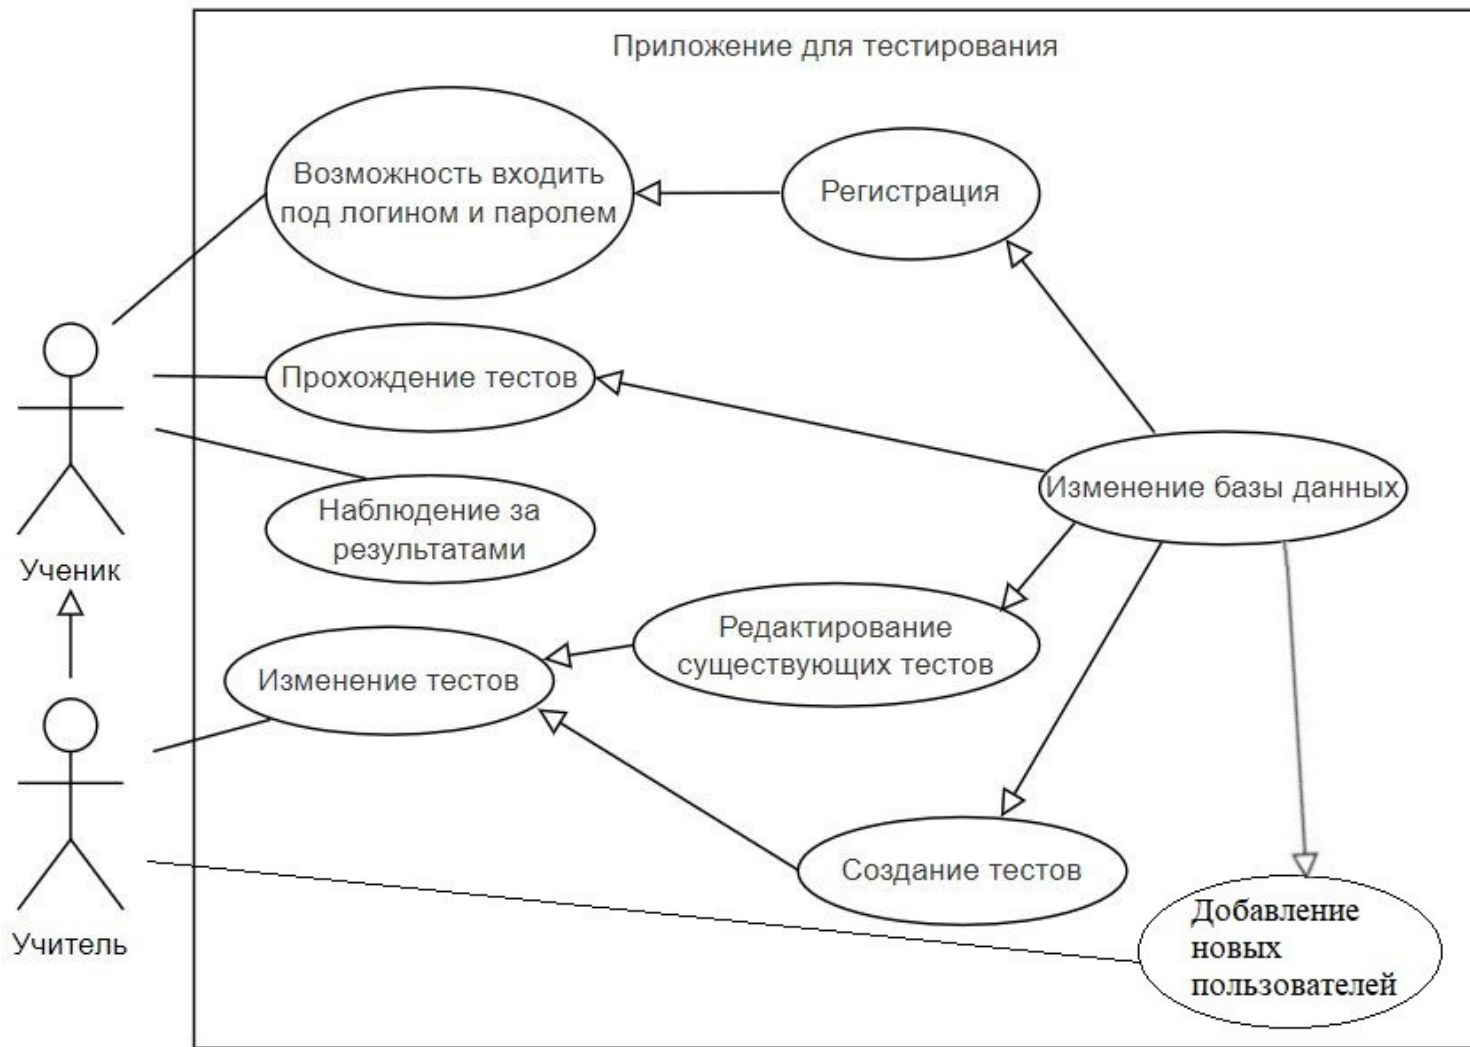 Приложение для тестирования
Возможность входить
под логином и паролем
Регистрация
Прохождение тестов
Изменение базы данных
Наблюдение за
результатами
Ученик
Редактирование
существующих тестов
Изменение тестов
Создание тестов
Добавление
новых
пользователей
Учитель